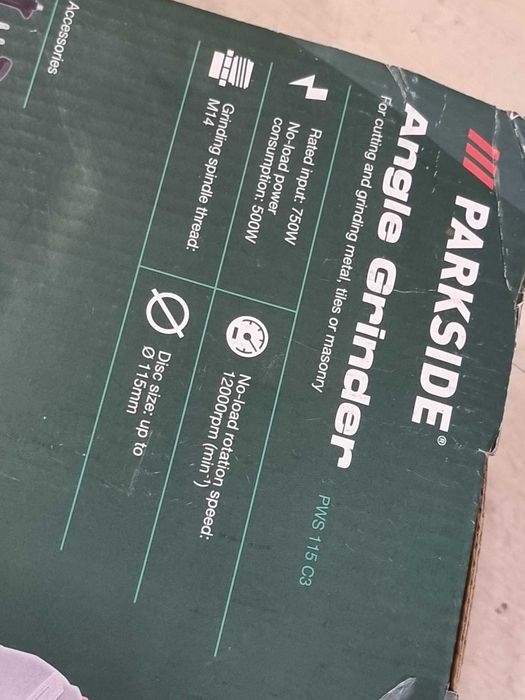 PARKSIDE®
Angle Grinder PWS 115 C3
For cutting and grinding metal, tiles or masonry
Rated input: 750W
No-load power
consumption: 500W
No-load rotation speed:
12000rpm (min⁻¹)
Grinding spindle thread:
M14
Disc size: up to
Ø 115mm
Accessories